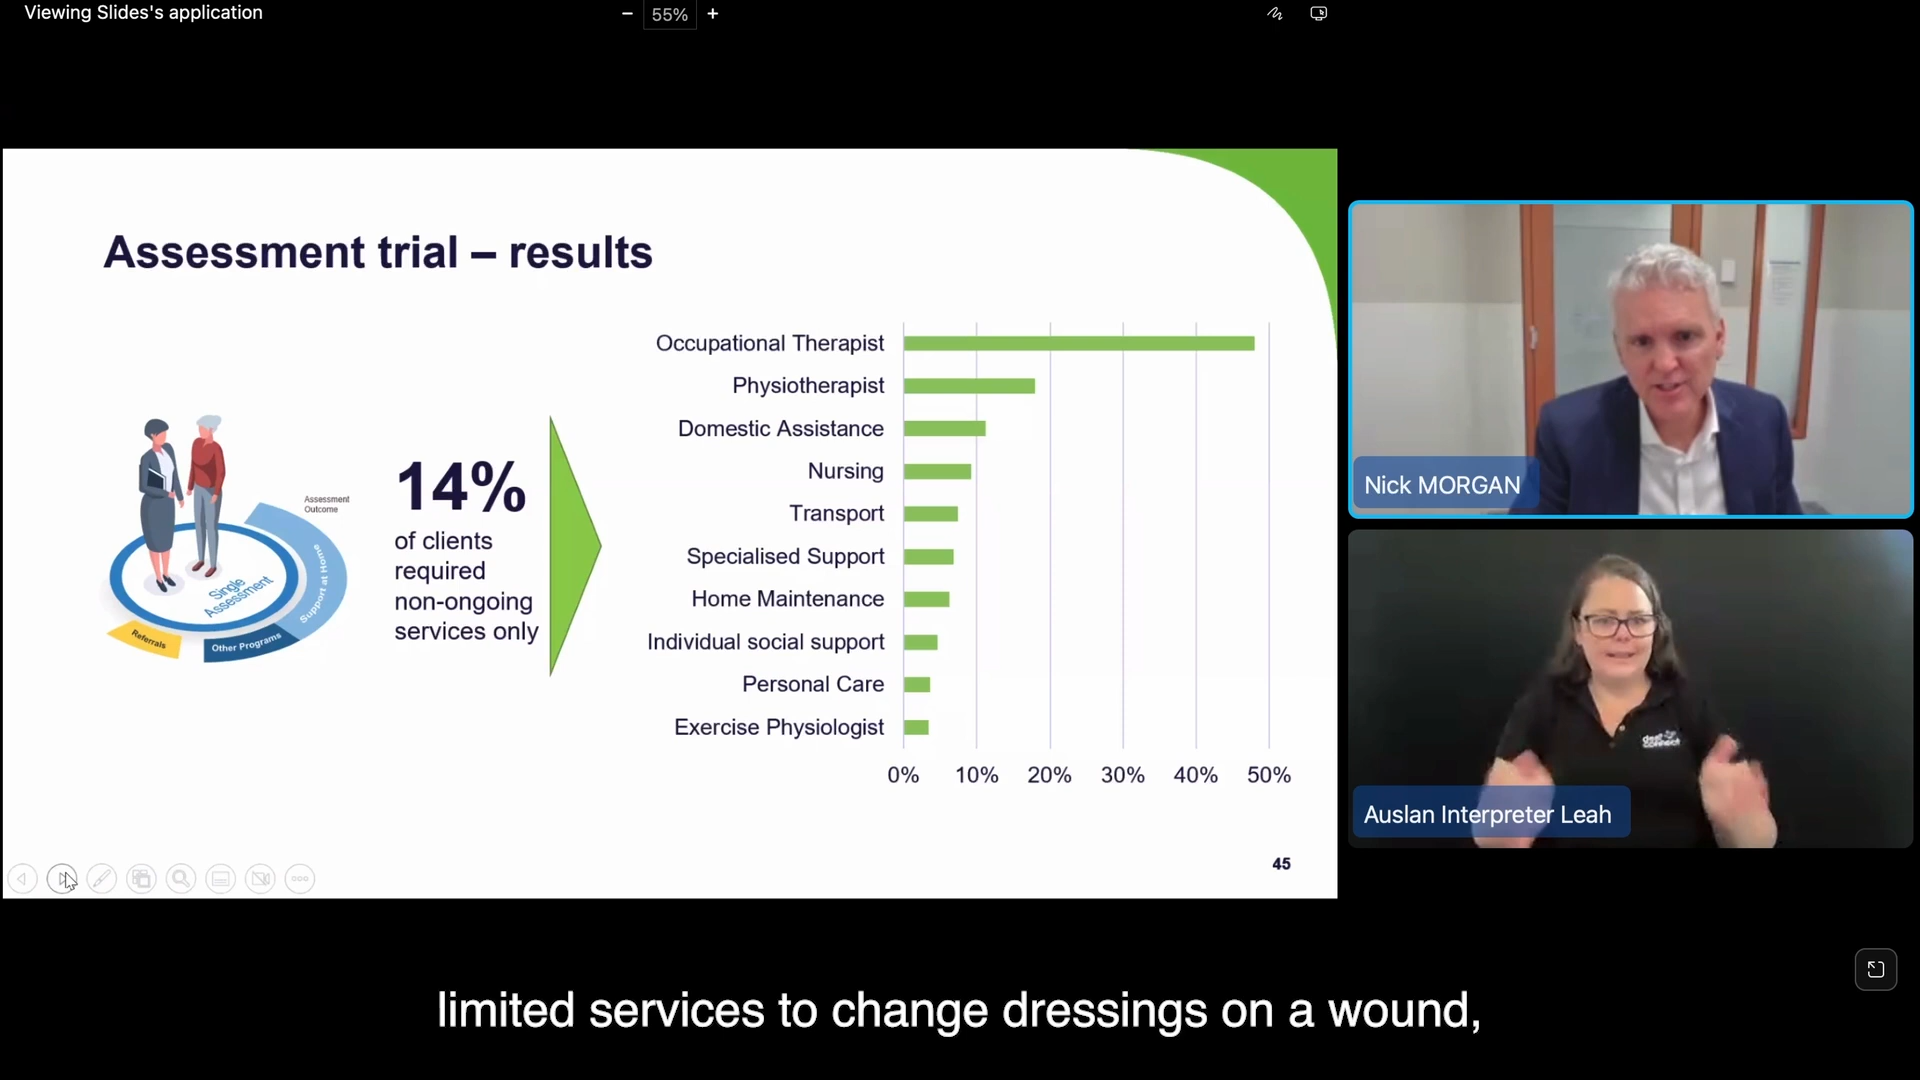 Viewing Slides's application
55%
Assessment trial – results
Assessment
Outcome
Single
Assessment
Support at Home
Referrals
Other Programs
14%
of clients
required
non-ongoing
services only
Occupational Therapist
Physiotherapist
Domestic Assistance
Nursing
Transport
Specialised Support
Home Maintenance
Individual social support
Personal Care
Exercise Physiologist
0% 10% 20% 30% 40% 50%
45
Nick MORGAN
deaf
connect
Auslan Interpreter Leah
limited services to change dressings on a wound,